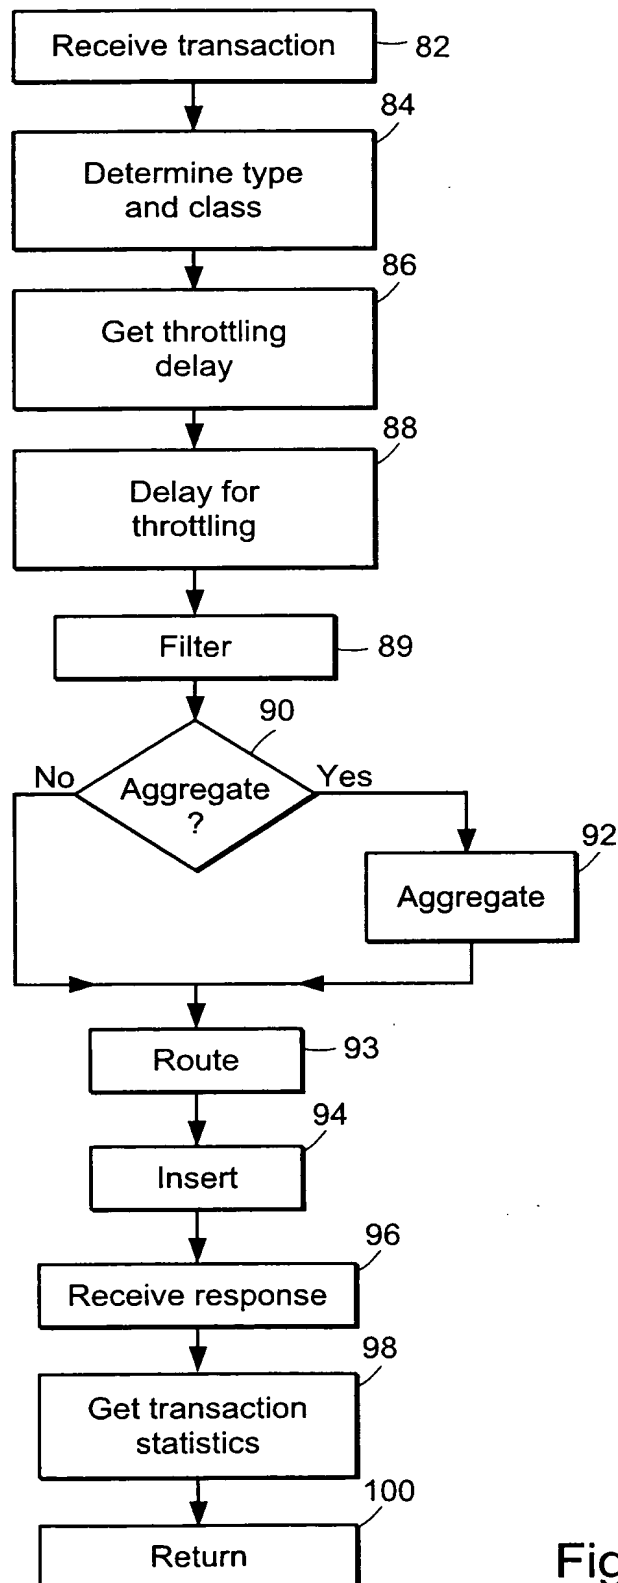 Receive transaction
82
84
Determine type
and class
86
Get throttling
delay
88
Delay for
throttling
Filter
89
90
No
Aggregate
?
Yes
92
Aggregate
Route
93
94
Insert
96
Receive response
98
Get transaction
statistics
100
Return
Fig